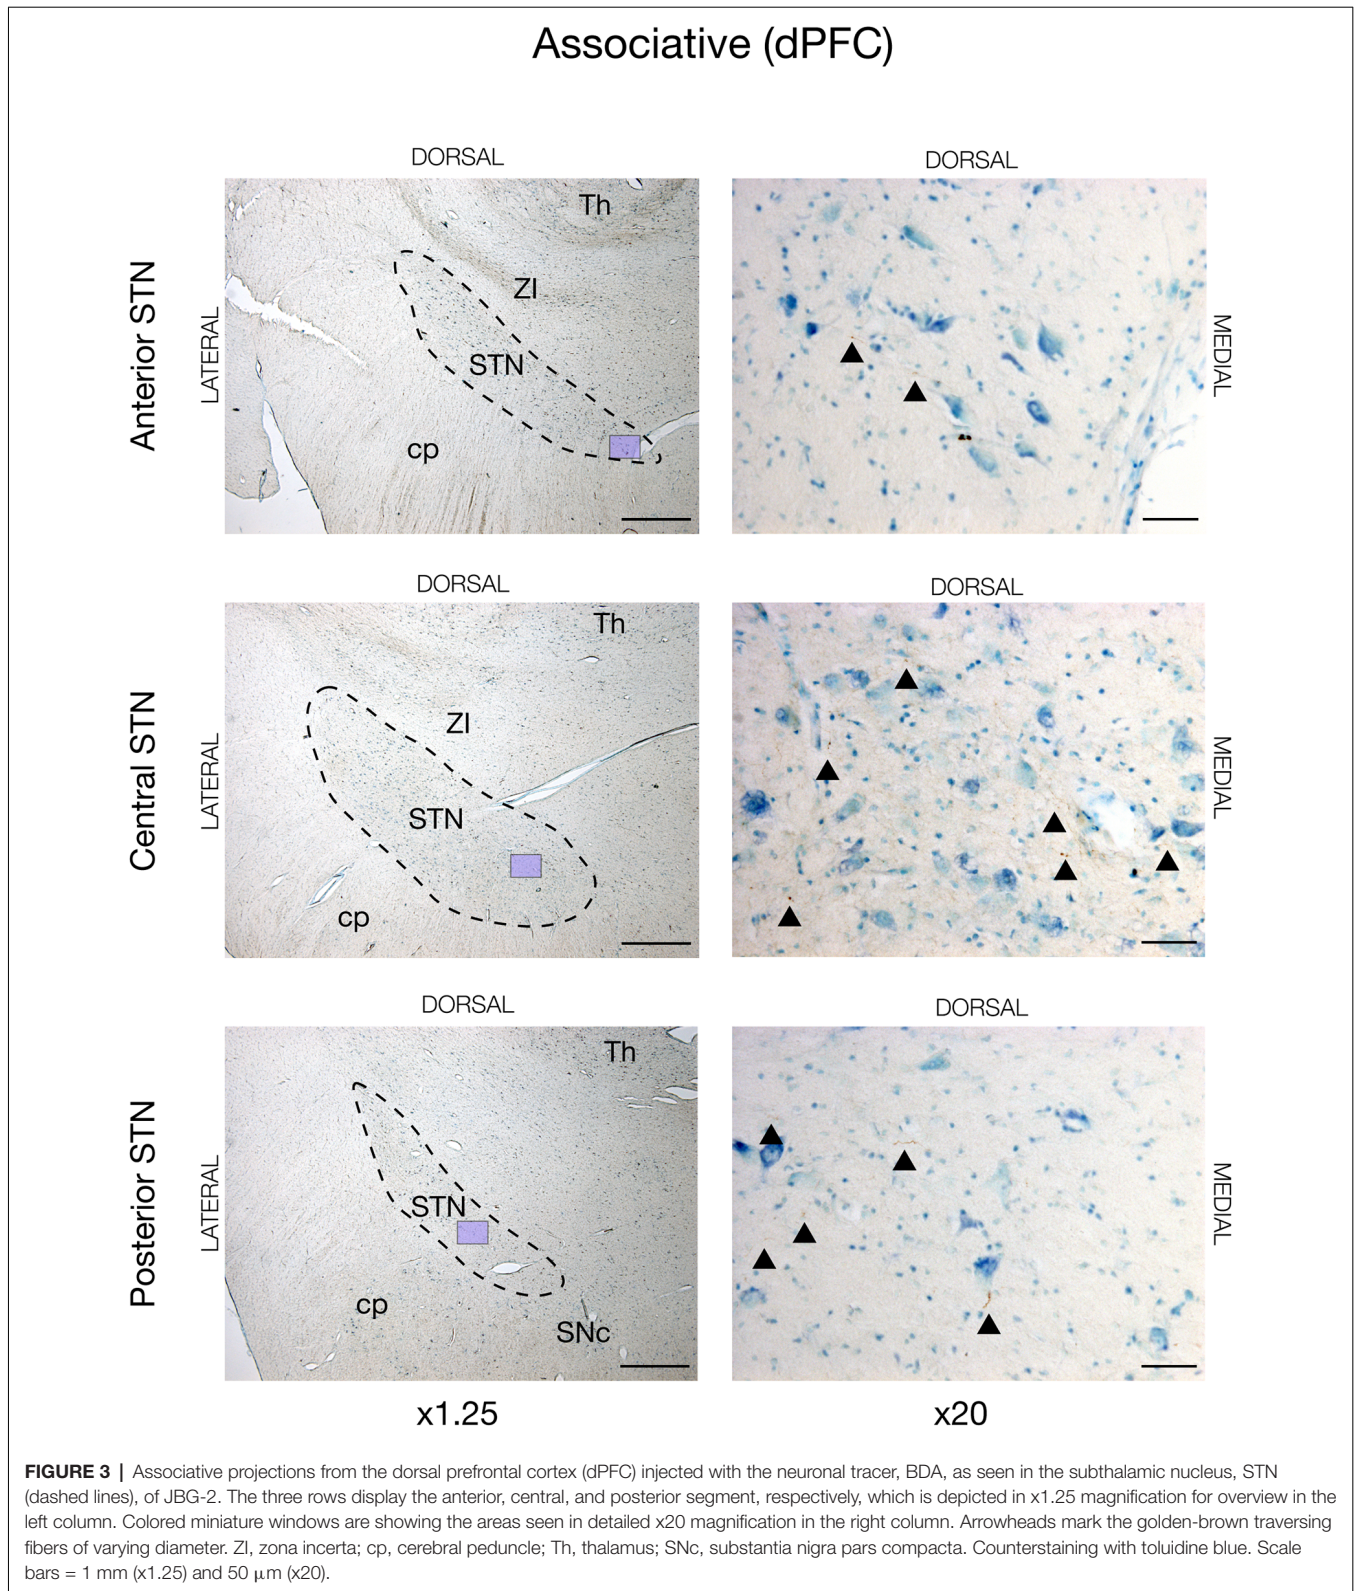 Associative (dPFC)
DORSAL
DORSAL
Anterior STN
LATERAL
Th
ZI
STN
cp
MEDIAL
DORSAL
DORSAL
Central STN
LATERAL
Th
ZI
STN
cp
MEDIAL
DORSAL
DORSAL
Posterior STN
LATERAL
Th
STN
cp
SNc
MEDIAL
x1.25
x20
FIGURE 3 | Associative projections from the dorsal prefrontal cortex (dPFC) injected with the neuronal tracer, BDA, as seen in the subthalamic nucleus, STN
(dashed lines), of JBG-2. The three rows display the anterior, central, and posterior segment, respectively, which is depicted in x1.25 magnification for overview in the
left column. Colored miniature windows are showing the areas seen in detailed x20 magnification in the right column. Arrowheads mark the golden-brown traversing
fibers of varying diameter. ZI, zona incerta; cp, cerebral peduncle; Th, thalamus; SNc, substantia nigra pars compacta. Counterstaining with toluidine blue. Scale
bars = 1 mm (x1.25) and 50 μm (x20).